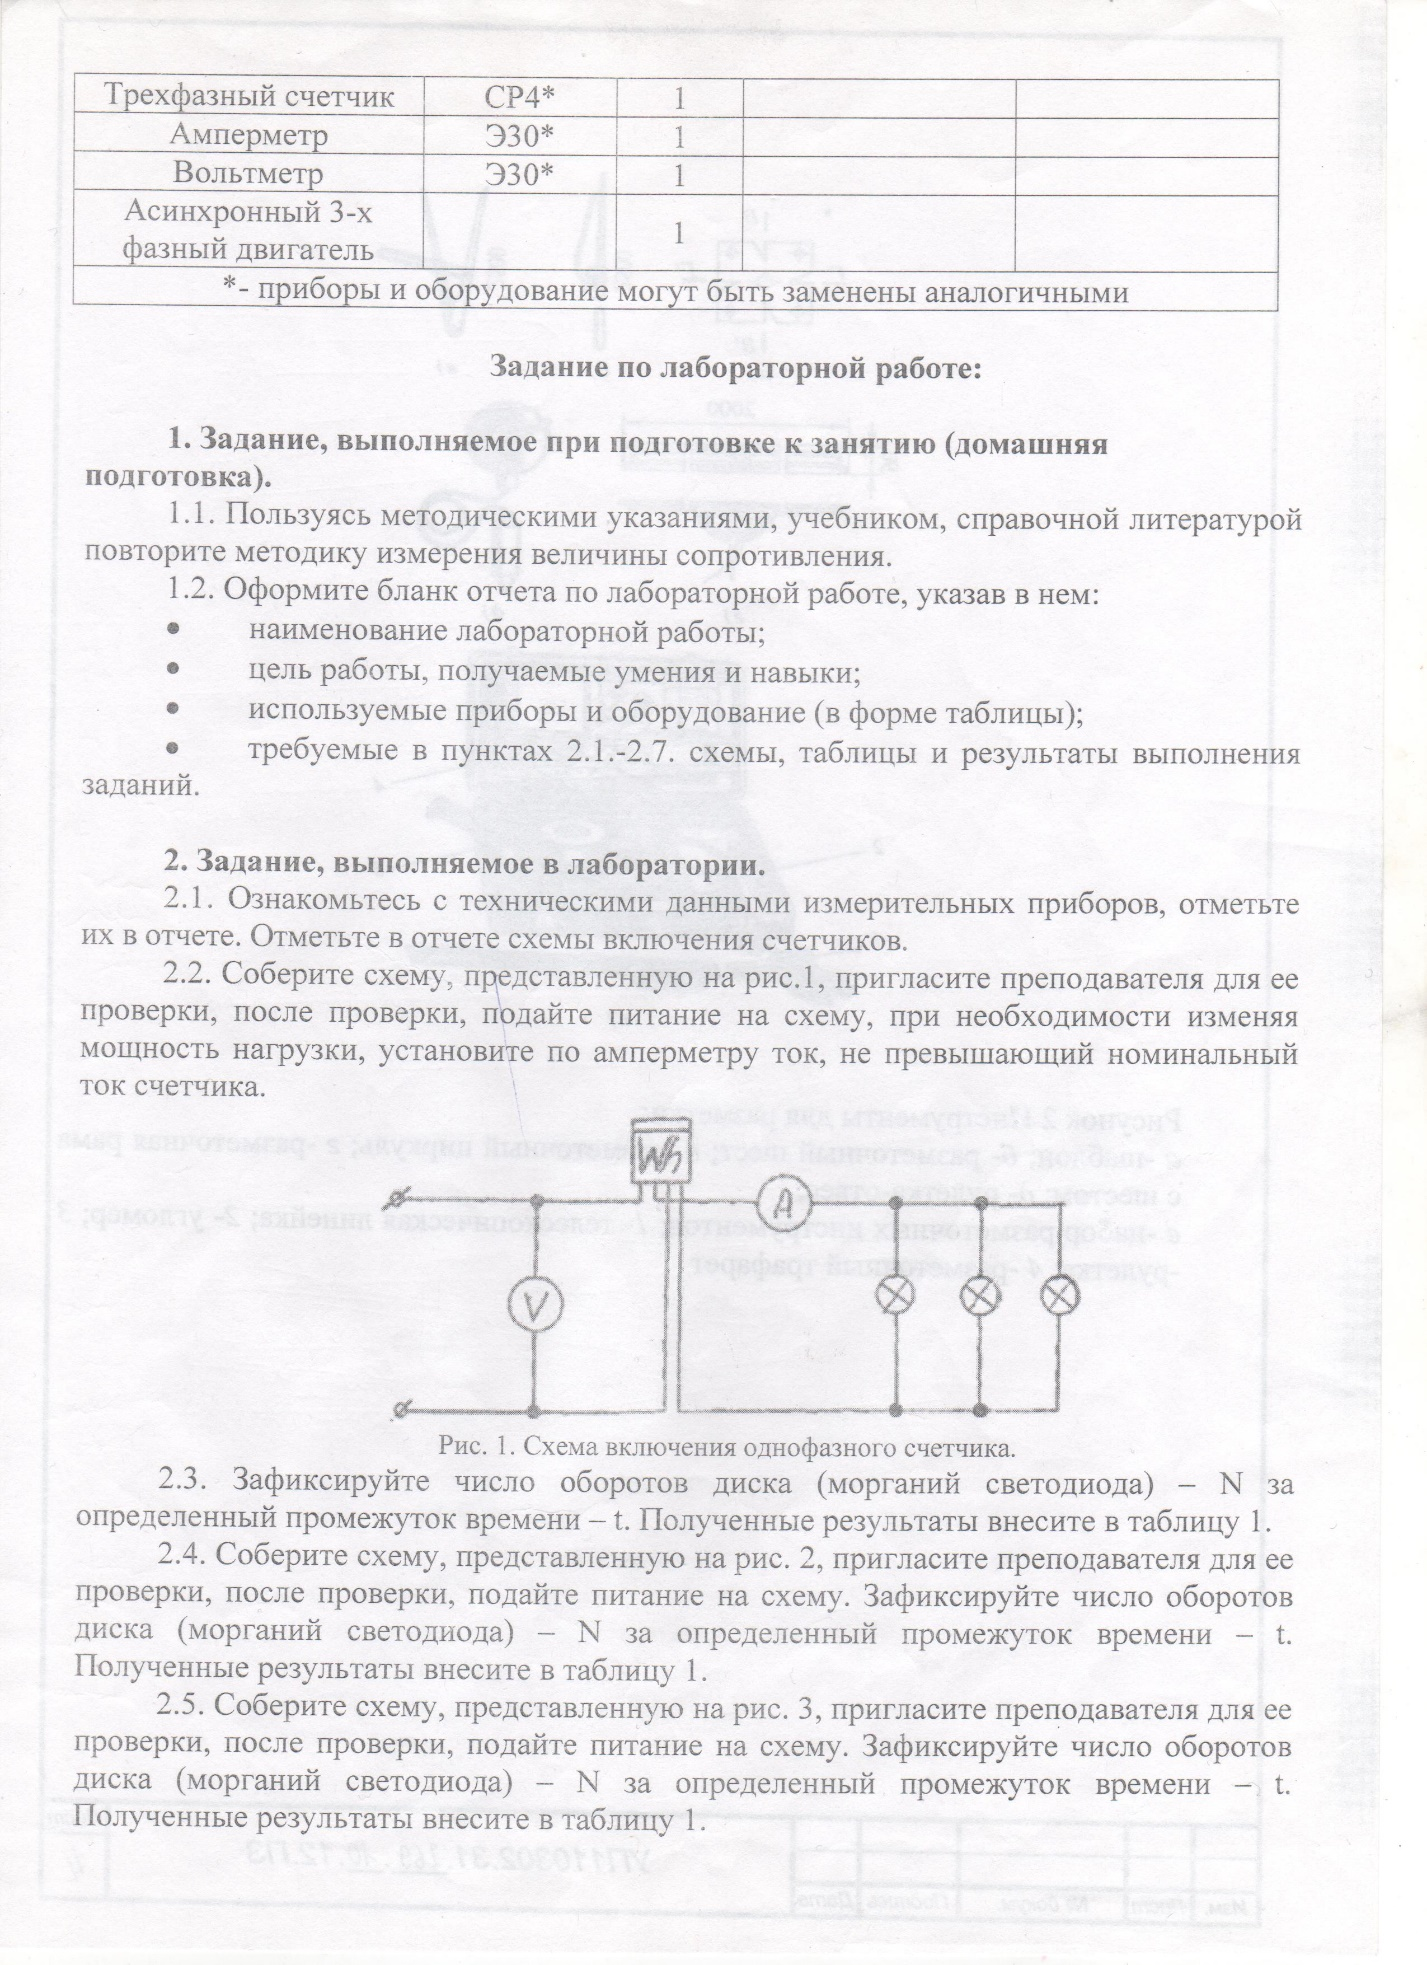 Трехфазный счетчик СР4* 1
Амперметр Э30* 1
Вольтметр Э30* 1
Асинхронный 3-х
фазный двигатель 1
*- приборы и оборудование могут быть заменены аналогичными
Задание по лабораторной работе:
1. Задание, выполняемое при подготовке к занятию (домашняя
подготовка).
1.1. Пользуясь методическими указаниями, учебником, справочной литературой
повторите методику измерения величины сопротивления.
1.2. Оформите бланк отчета по лабораторной работе, указав в нем:
• наименование лабораторной работы;
• цель работы, получаемые умения и навыки;
• используемые приборы и оборудование (в форме таблицы);
• требуемые в пунктах 2.1.-2.7. схемы, таблицы и результаты выполнения
заданий.
2. Задание, выполняемое в лаборатории.
2.1. Ознакомьтесь с техническими данными измерительных приборов, отметьте
их в отчете. Отметьте в отчете схемы включения счетчиков.
2.2. Соберите схему, представленную на рис.1, пригласите преподавателя для ее
проверки, после проверки, подайте питание на схему, при необходимости изменяя
мощность нагрузки, установите по амперметру ток, не превышающий номинальный
ток счетчика.
Wh
A
V
Рис. 1. Схема включения однофазного счетчика.
2.3. Зафиксируйте число оборотов диска (морганий светодиода) – N за
определенный промежуток времени – t. Полученные результаты внесите в таблицу 1.
2.4. Соберите схему, представленную на рис. 2, пригласите преподавателя для ее
проверки, после проверки, подайте питание на схему. Зафиксируйте число оборотов
диска (морганий светодиода) – N за определенный промежуток времени – t.
Полученные результаты внесите в таблицу 1.
2.5. Соберите схему, представленную на рис. 3, пригласите преподавателя для ее
проверки, после проверки, подайте питание на схему. Зафиксируйте число оборотов
диска (морганий светодиода) – N за определенный промежуток времени – t.
Полученные результаты внесите в таблицу 1.